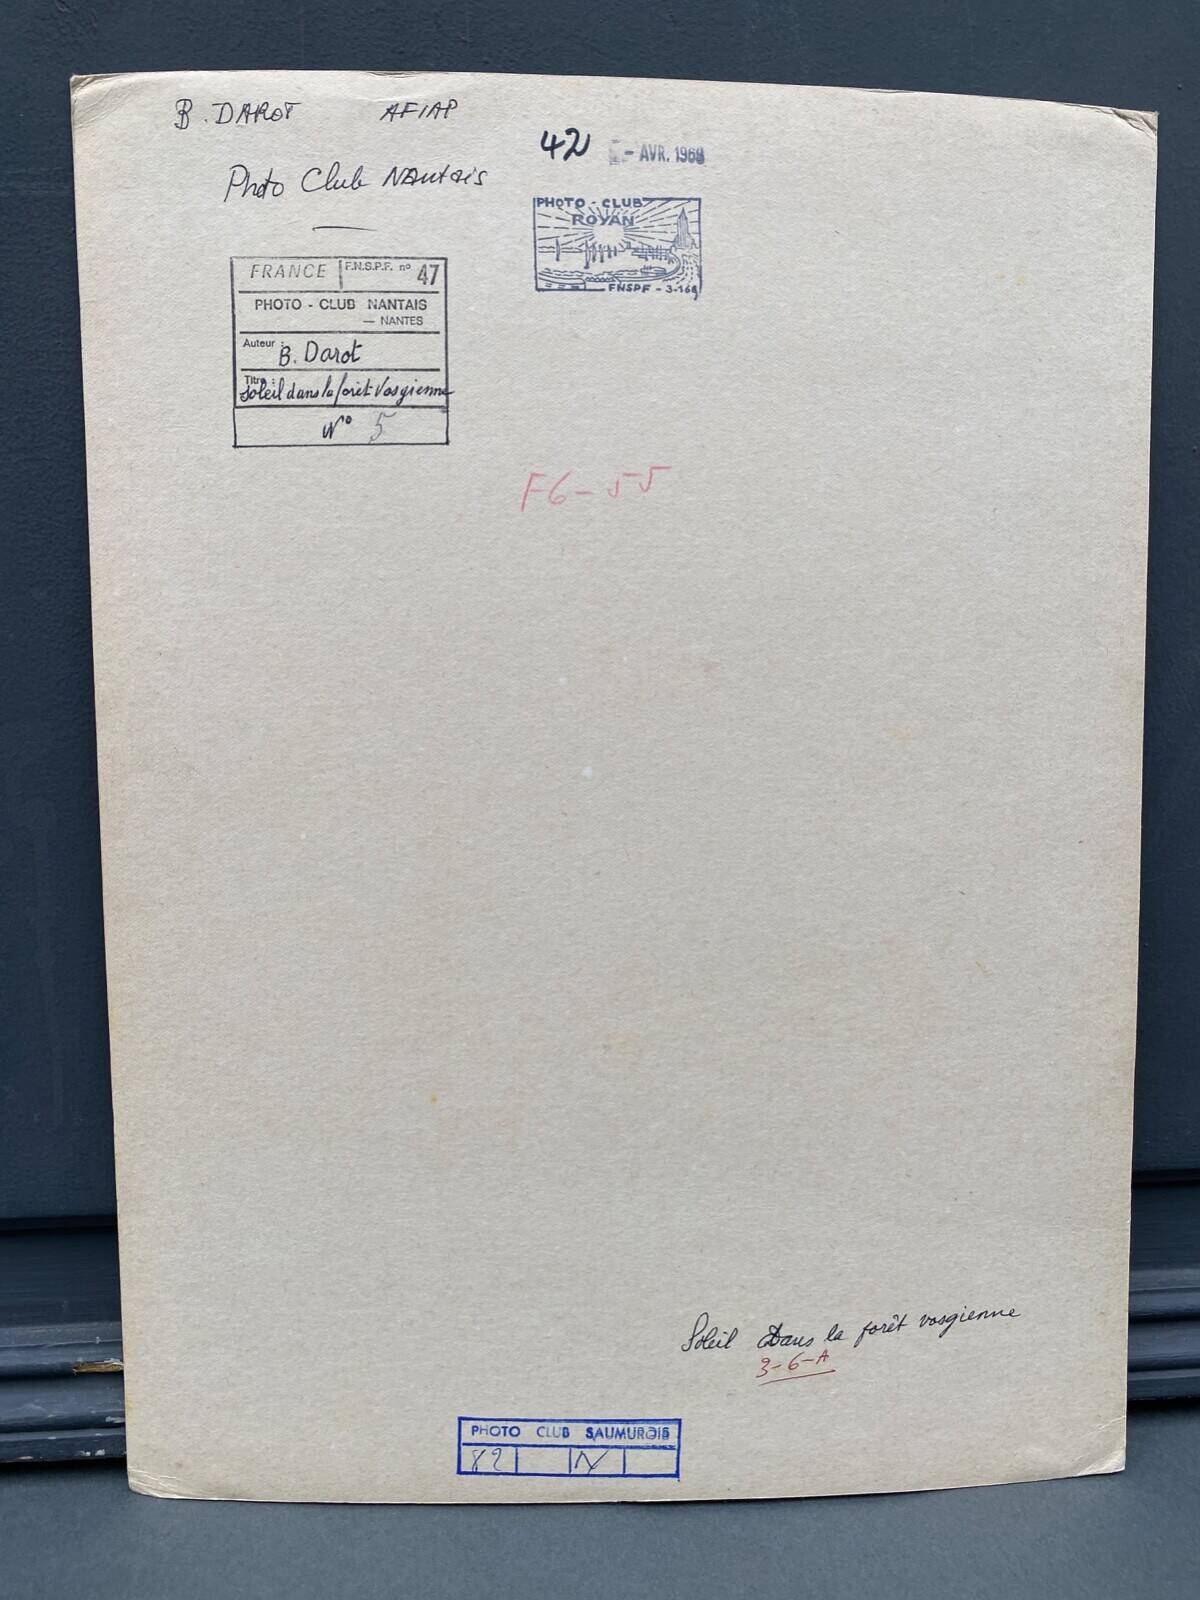 B. DAROT AFIAP
42
AVR. 1969
Photo Club NANTAIS
PHOTO - CLUB
ROYAN
FNSPF - 3-169
FRANCE F.N.S.P.F. nº 47
PHOTO - CLUB NANTAIS
— NANTES
Auteur : B. Darot
Titre : Soleil dans la forêt Vosgienne
Nº 5
F6-55
Soleil Dans la forêt vosgienne
3-6-A
PHOTO CLUB SAUMUROIS
82 N